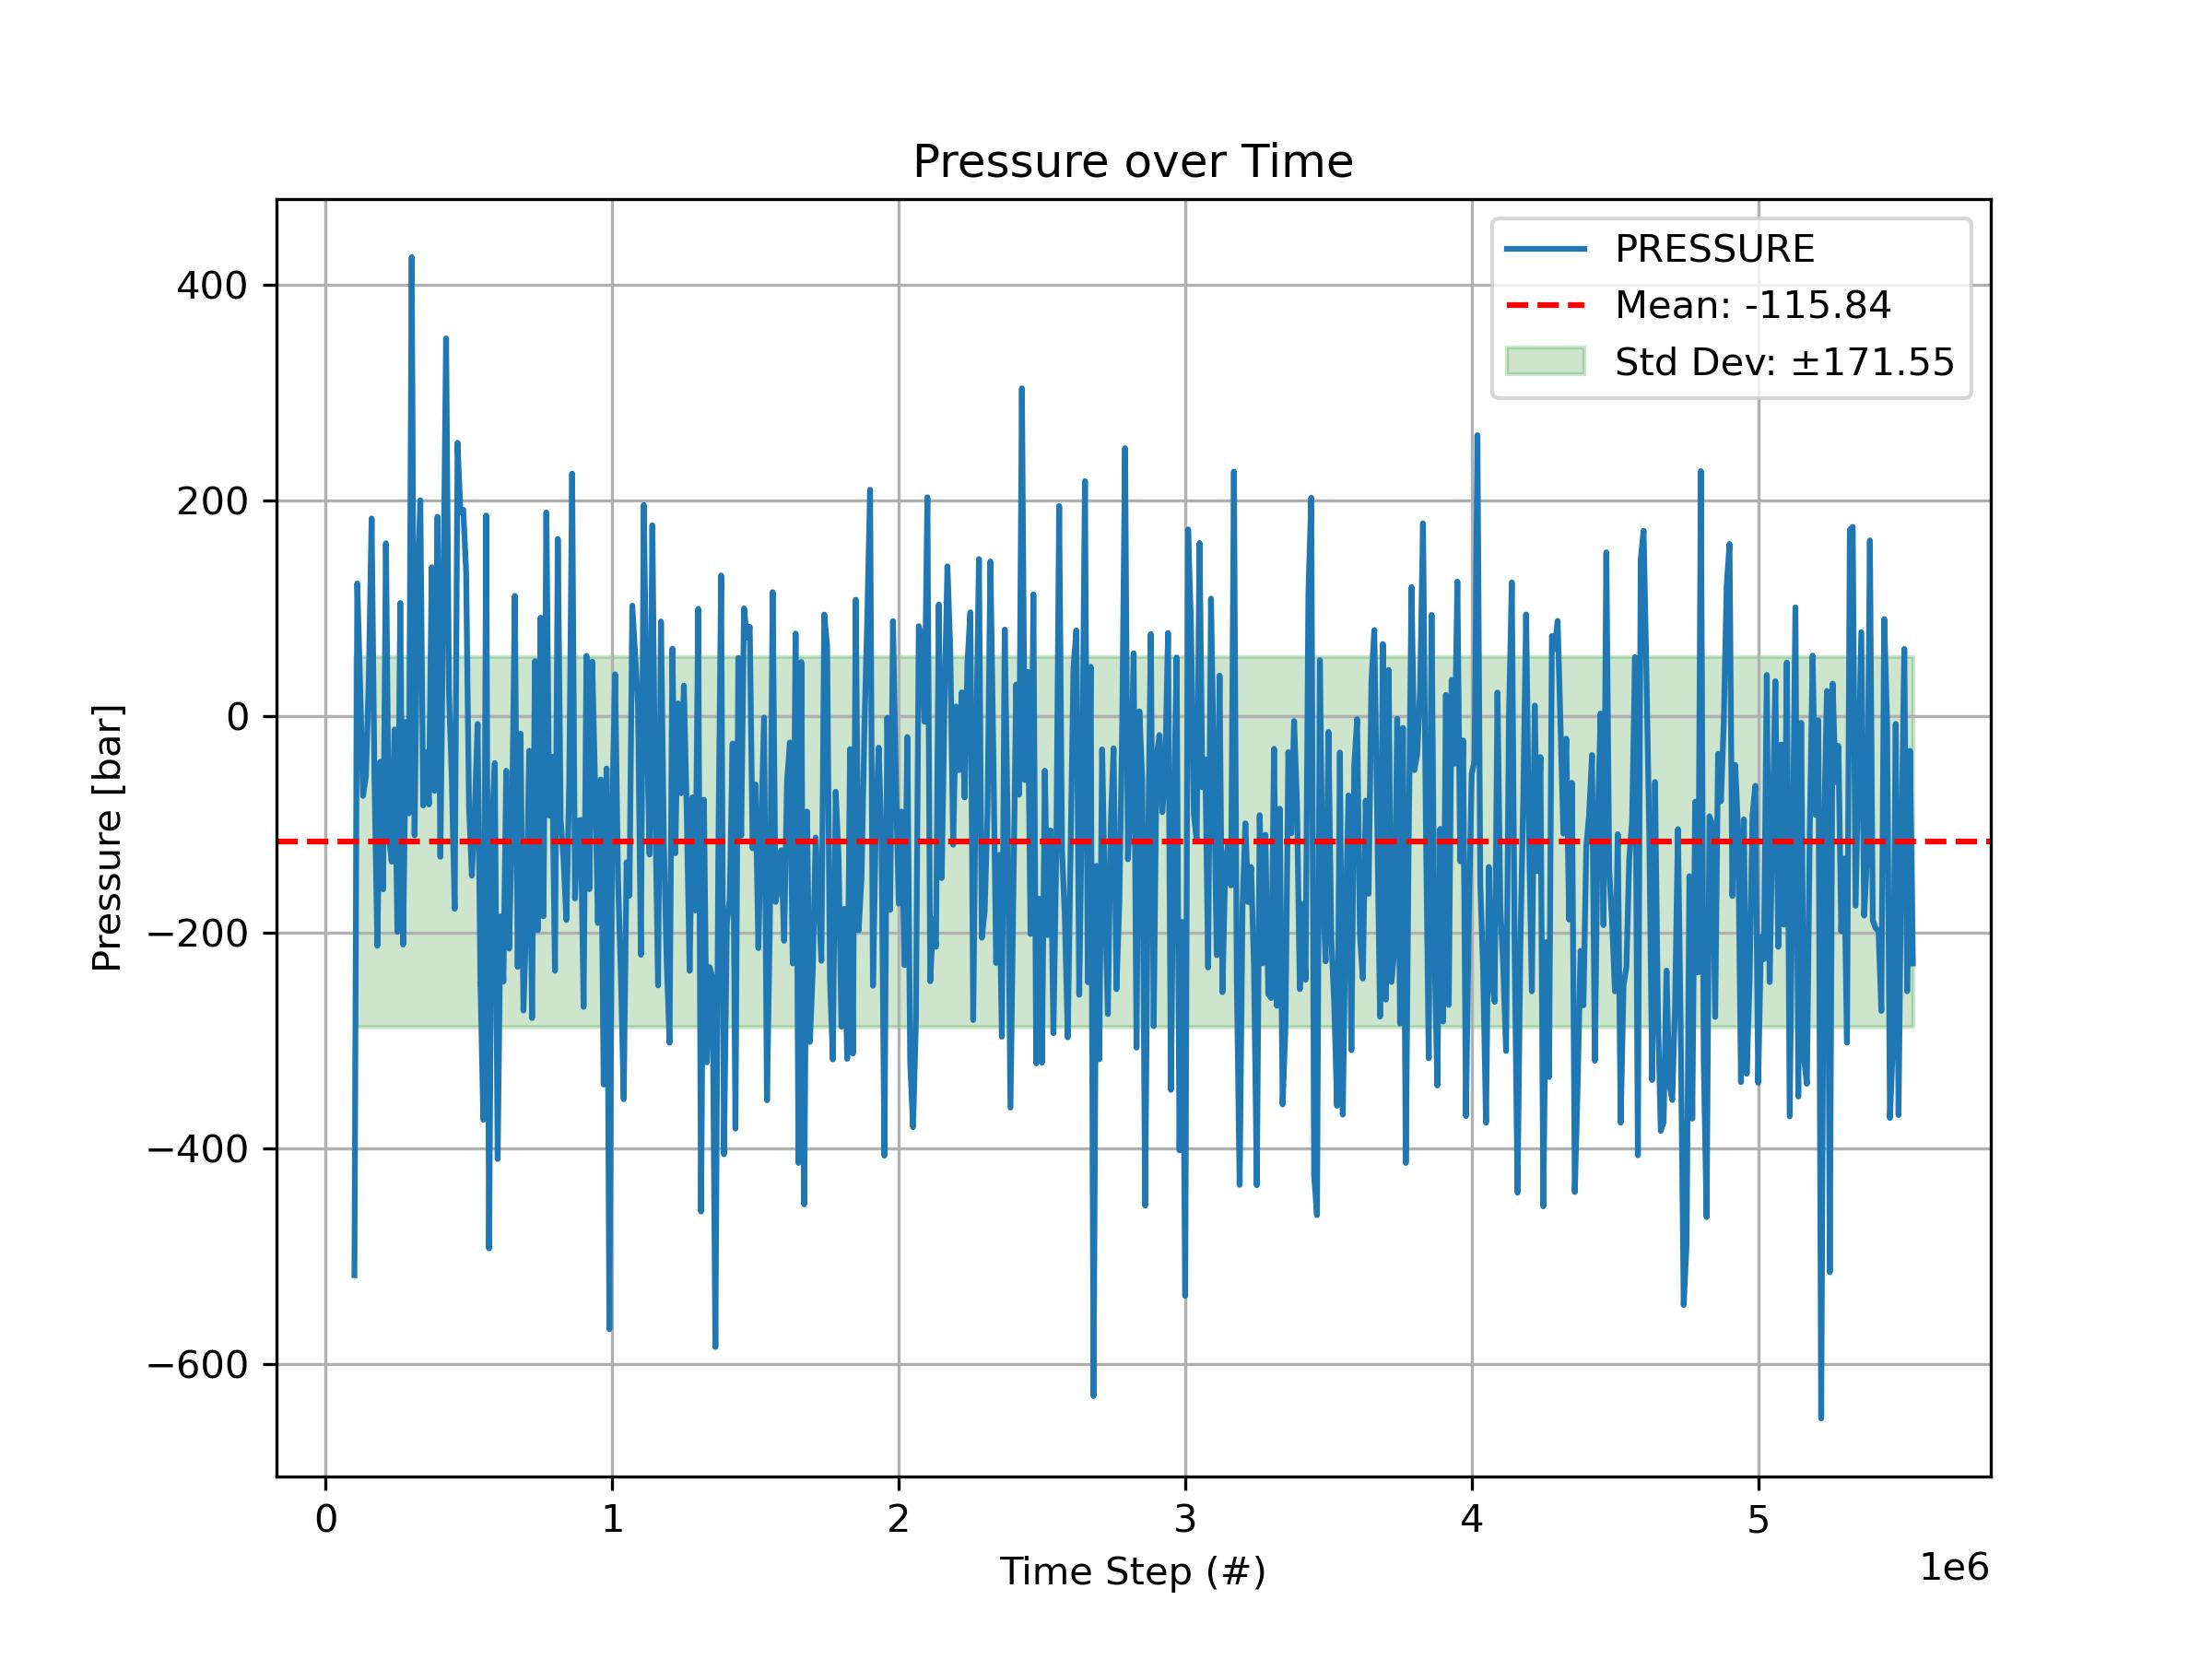 Pressure over Time
PRESSURE
Mean: -115.84
Std Dev: ±171.55
400
200
0
−200
−400
−600
Pressure [bar]
0 1 2 3 4 5
Time Step (#)
1e6